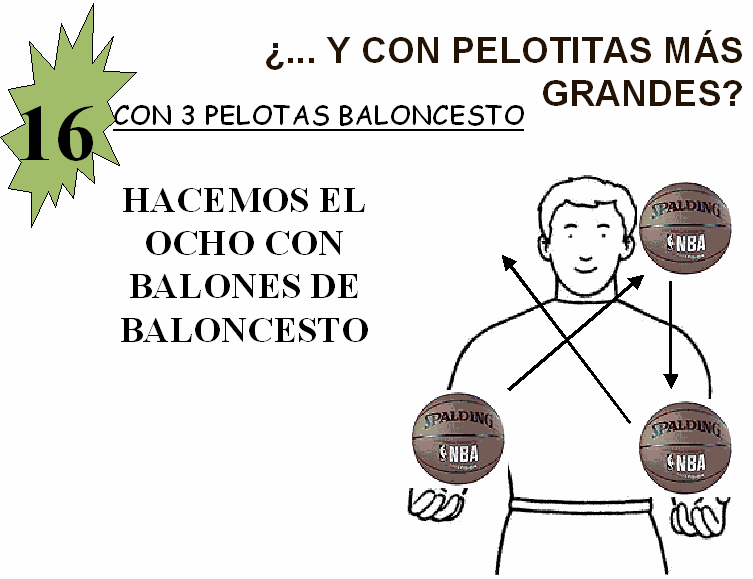 ¿... Y CON PELOTITAS MÁS
GRANDES?
16
CON 3 PELOTAS BALONCESTO
HACEMOS EL
OCHO CON
BALONES DE
BALONCESTO
SPALDING
NBA
SPALDING
NBA
SPALDING
NBA